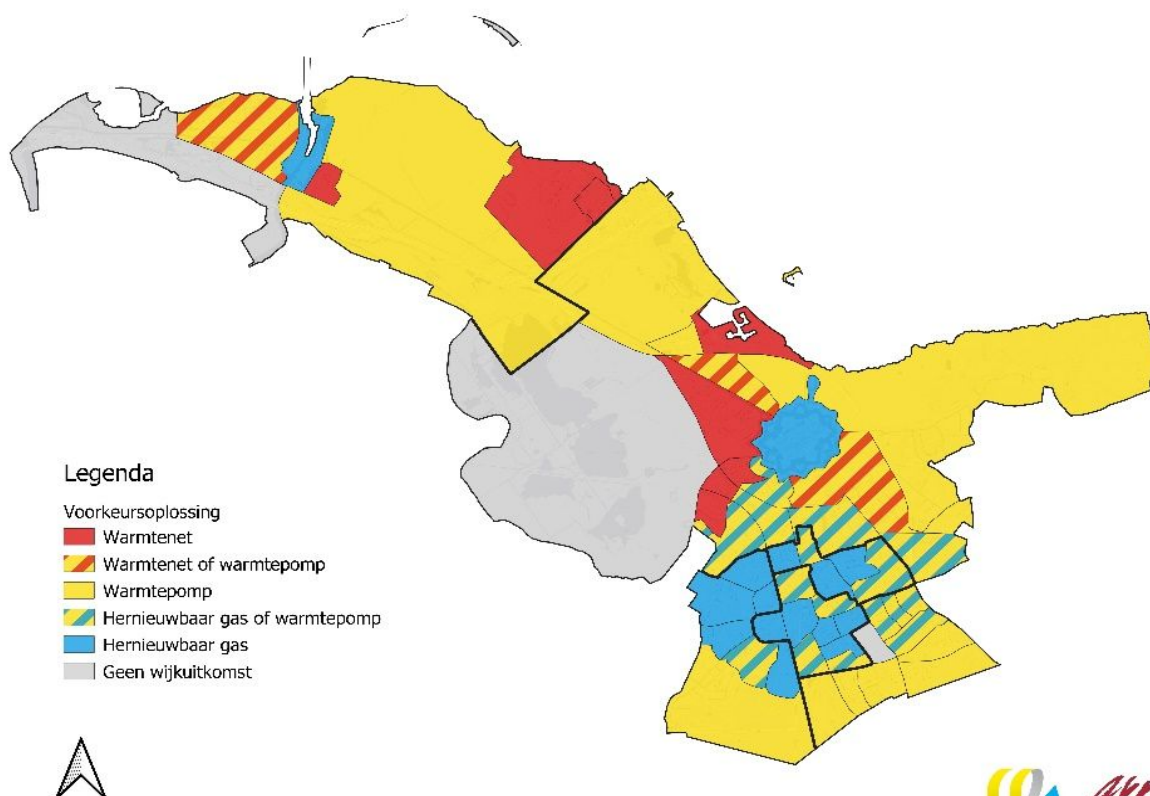 Legenda
Voorkeursoplossing
Warmtenet
Warmtenet of warmtepomp
Warmtepomp
Hernieuwbaar gas of warmtepomp
Hernieuwbaar gas
Geen wijkuitkomst